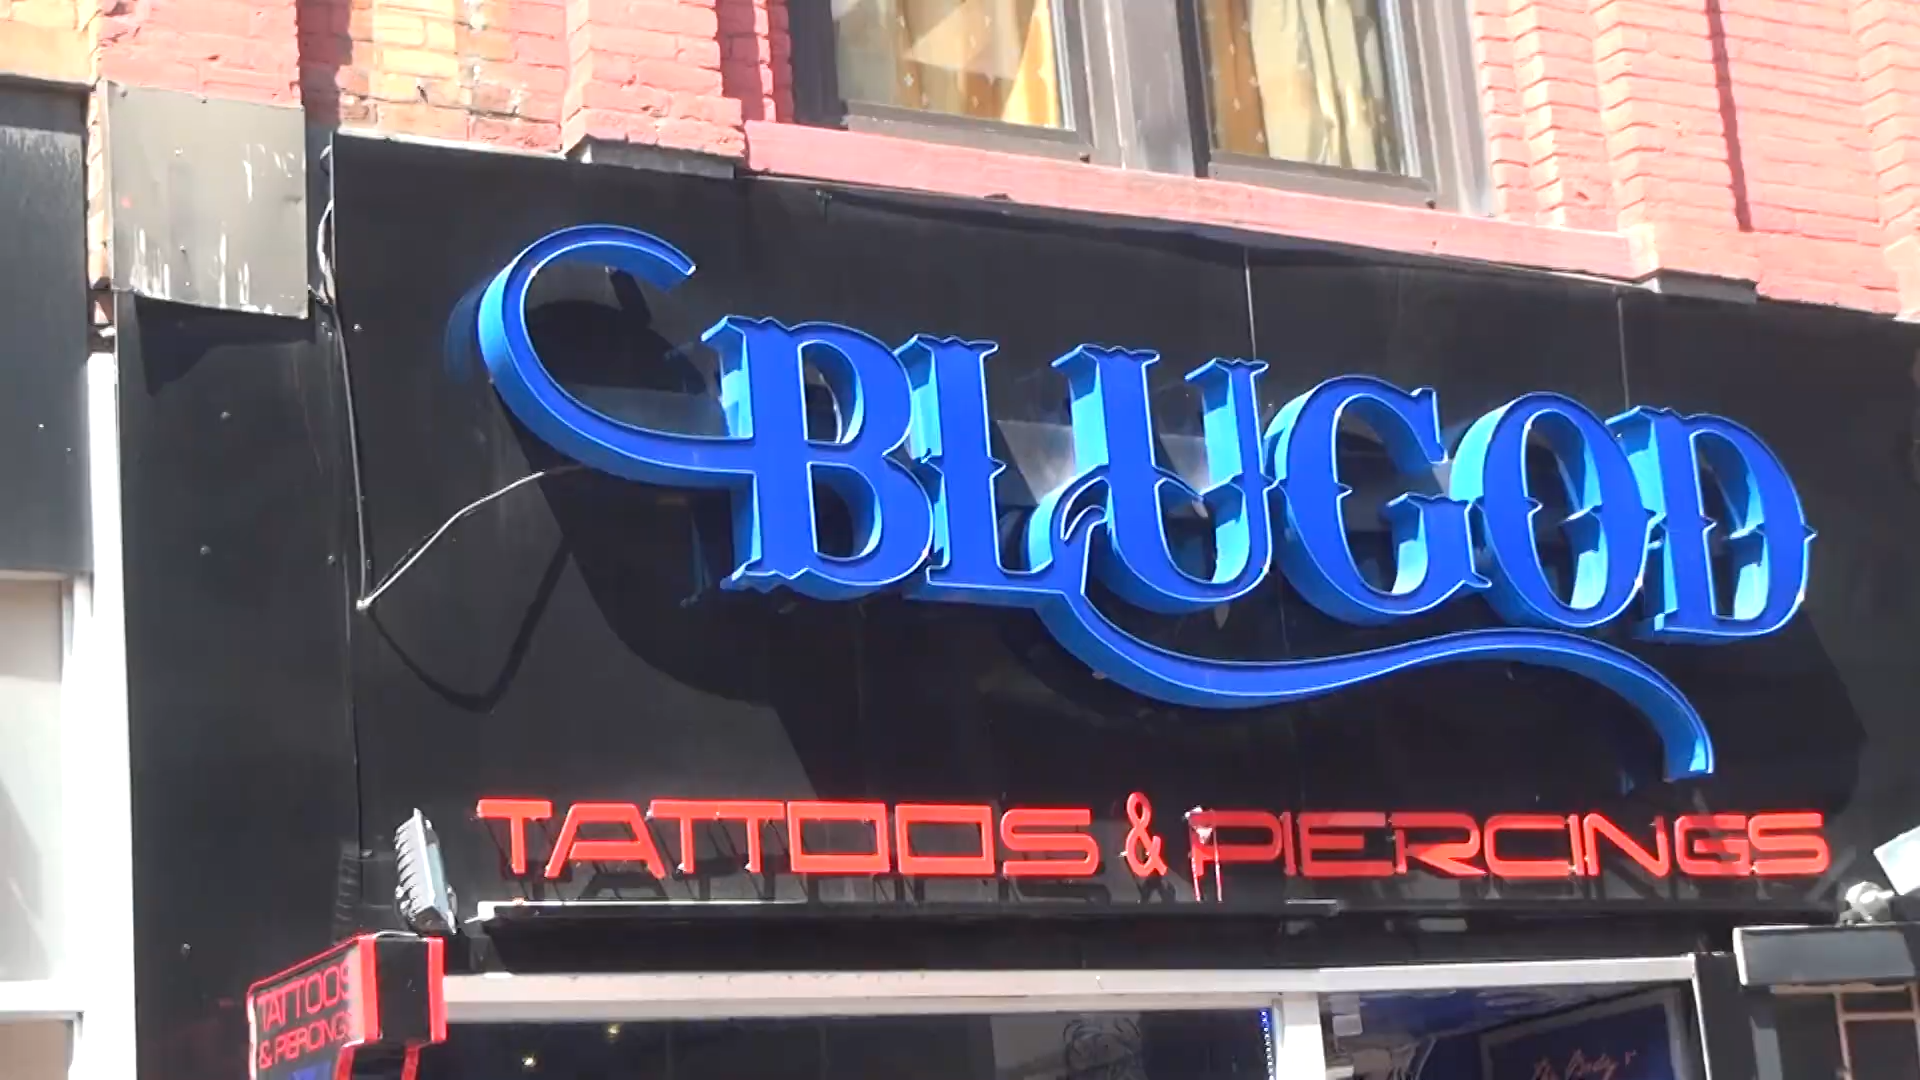 BLUGOD
TATTOOS & PIERCINGS
TATTOOS
& PIERCINGS